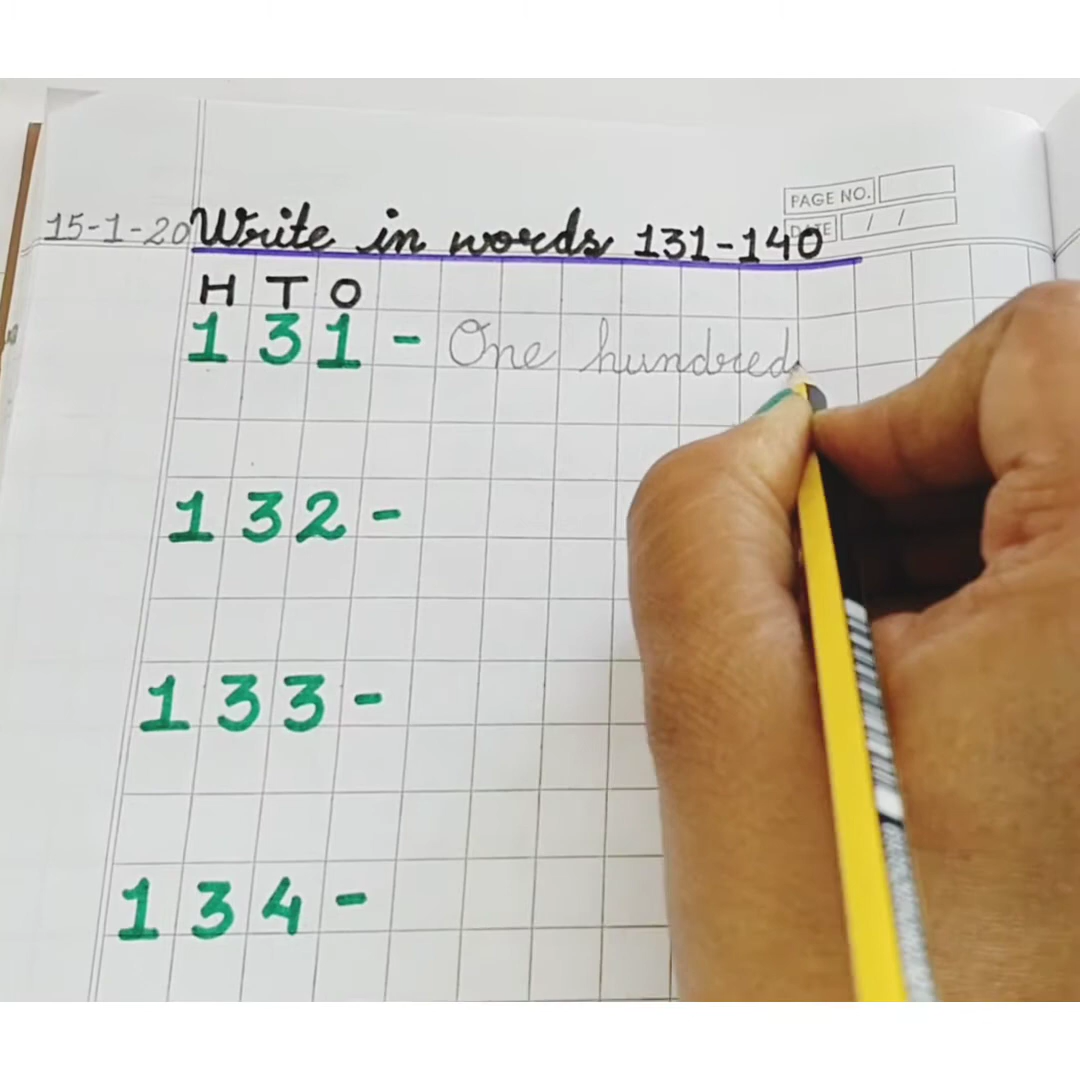 PAGE NO.
DATE / /
15-1-20 Write in words 131-140
H T O
131 - One hundred
132 -
133 -
134 -